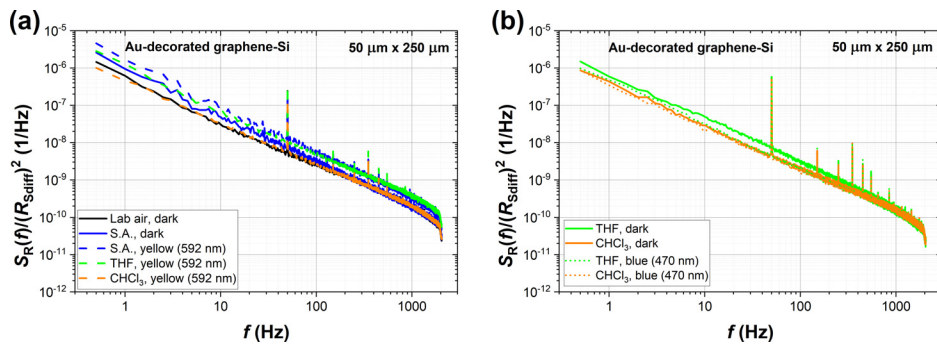 (a)
Au-decorated graphene-Si 50 μm x 250 μm
10⁻⁵
10⁻⁶
10⁻⁷
10⁻⁸
10⁻⁹
10⁻¹⁰
10⁻¹¹
10⁻¹²
S_R(f)/(R_Sdiff)² (1/Hz)
Lab air, dark
S.A., dark
S.A., yellow (592 nm)
THF, yellow (592 nm)
CHCl₃, yellow (592 nm)
1 10 100 1000
f (Hz)
(b)
Au-decorated graphene-Si 50 μm x 250 μm
10⁻⁵
10⁻⁶
10⁻⁷
10⁻⁸
10⁻⁹
10⁻¹⁰
10⁻¹¹
10⁻¹²
S_R(f)/(R_Sdiff)² (1/Hz)
THF, dark
CHCl₃, dark
THF, blue (470 nm)
CHCl₃, blue (470 nm)
1 10 100 1000
f (Hz)